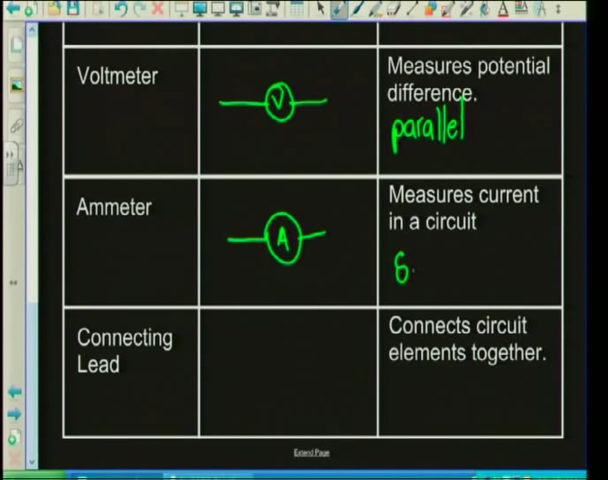 Voltmeter
V
Measures potential
difference.
parallel
Ammeter
A
Measures current
in a circuit
Connecting
Lead
Connects circuit
elements together.
Extend Page